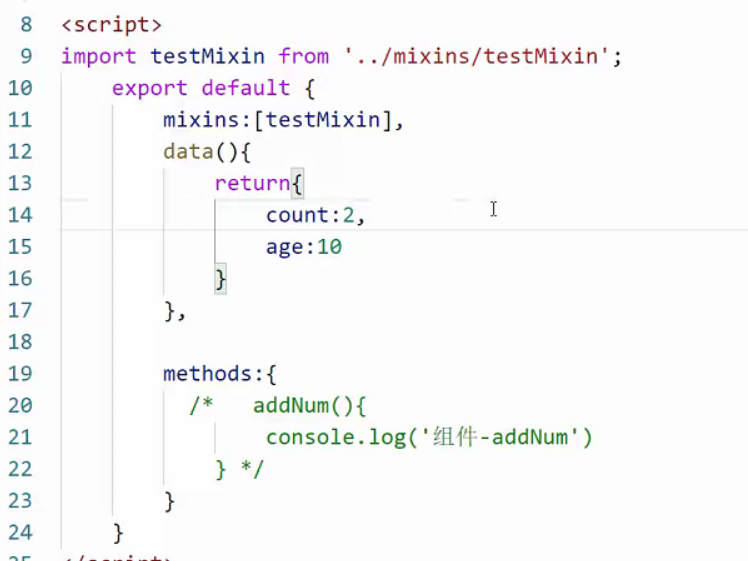 8 <script>
9 import testMixin from '../mixins/testMixin';
10 export default {
11 mixins:[testMixin],
12 data(){
13 return{
14 count:2,
15 age:10
16 }
17 },
18
19 methods:{
20 /* addNum(){
21 console.log('组件-addNum')
22 } */
23 }
24 }
25 </script>